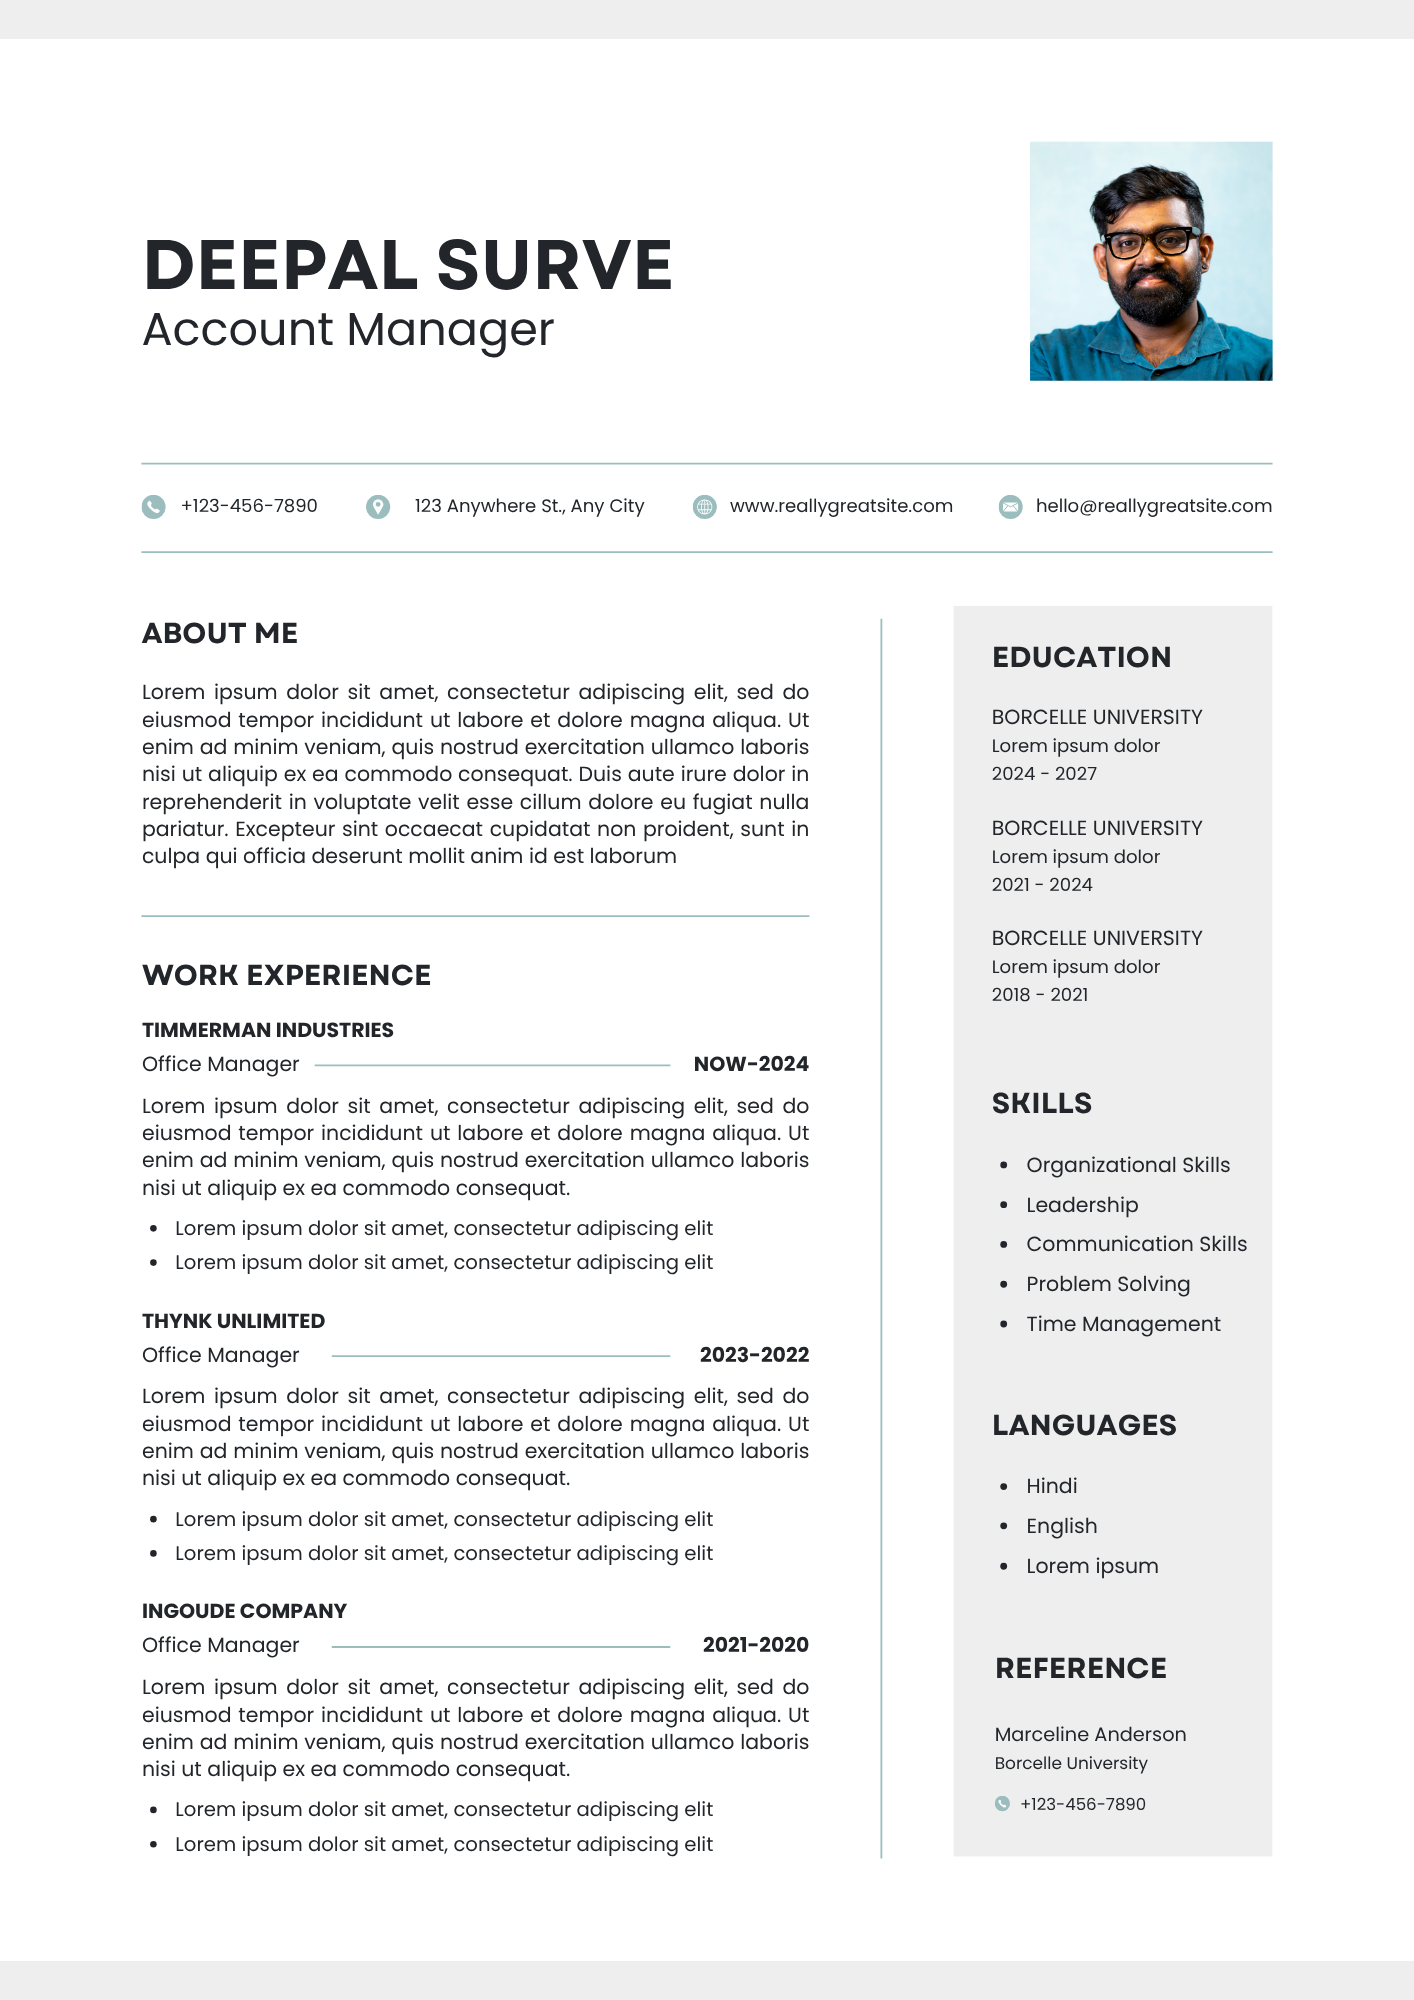 DEEPAL SURVE
Account Manager
+123-456-7890
123 Anywhere St., Any City
www.reallygreatsite.com
hello@reallygreatsite.com
ABOUT ME
Lorem ipsum dolor sit amet, consectetur adipiscing elit, sed do
eiusmod tempor incididunt ut labore et dolore magna aliqua. Ut
enim ad minim veniam, quis nostrud exercitation ullamco laboris
nisi ut aliquip ex ea commodo consequat. Duis aute irure dolor in
reprehenderit in voluptate velit esse cillum dolore eu fugiat nulla
pariatur. Excepteur sint occaecat cupidatat non proident, sunt in
culpa qui officia deserunt mollit anim id est laborum
WORK EXPERIENCE
TIMMERMAN INDUSTRIES
Office Manager NOW-2024
Lorem ipsum dolor sit amet, consectetur adipiscing elit, sed do
eiusmod tempor incididunt ut labore et dolore magna aliqua. Ut
enim ad minim veniam, quis nostrud exercitation ullamco laboris
nisi ut aliquip ex ea commodo consequat.
• Lorem ipsum dolor sit amet, consectetur adipiscing elit
• Lorem ipsum dolor sit amet, consectetur adipiscing elit
THYNK UNLIMITED
Office Manager 2023-2022
Lorem ipsum dolor sit amet, consectetur adipiscing elit, sed do
eiusmod tempor incididunt ut labore et dolore magna aliqua. Ut
enim ad minim veniam, quis nostrud exercitation ullamco laboris
nisi ut aliquip ex ea commodo consequat.
• Lorem ipsum dolor sit amet, consectetur adipiscing elit
• Lorem ipsum dolor sit amet, consectetur adipiscing elit
INGOUDE COMPANY
Office Manager 2021-2020
Lorem ipsum dolor sit amet, consectetur adipiscing elit, sed do
eiusmod tempor incididunt ut labore et dolore magna aliqua. Ut
enim ad minim veniam, quis nostrud exercitation ullamco laboris
nisi ut aliquip ex ea commodo consequat.
• Lorem ipsum dolor sit amet, consectetur adipiscing elit
• Lorem ipsum dolor sit amet, consectetur adipiscing elit
EDUCATION
BORCELLE UNIVERSITY
Lorem ipsum dolor
2024 - 2027
BORCELLE UNIVERSITY
Lorem ipsum dolor
2021 - 2024
BORCELLE UNIVERSITY
Lorem ipsum dolor
2018 - 2021
SKILLS
• Organizational Skills
• Leadership
• Communication Skills
• Problem Solving
• Time Management
LANGUAGES
• Hindi
• English
• Lorem ipsum
REFERENCE
Marceline Anderson
Borcelle University
+123-456-7890